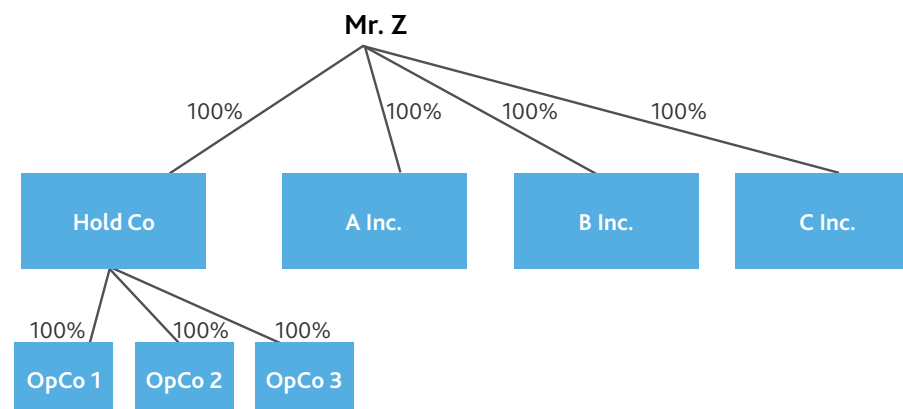 Mr. Z
100% 100% 100% 100%
Hold Co A Inc. B Inc. C Inc.
100% 100% 100%
OpCo 1 OpCo 2 OpCo 3